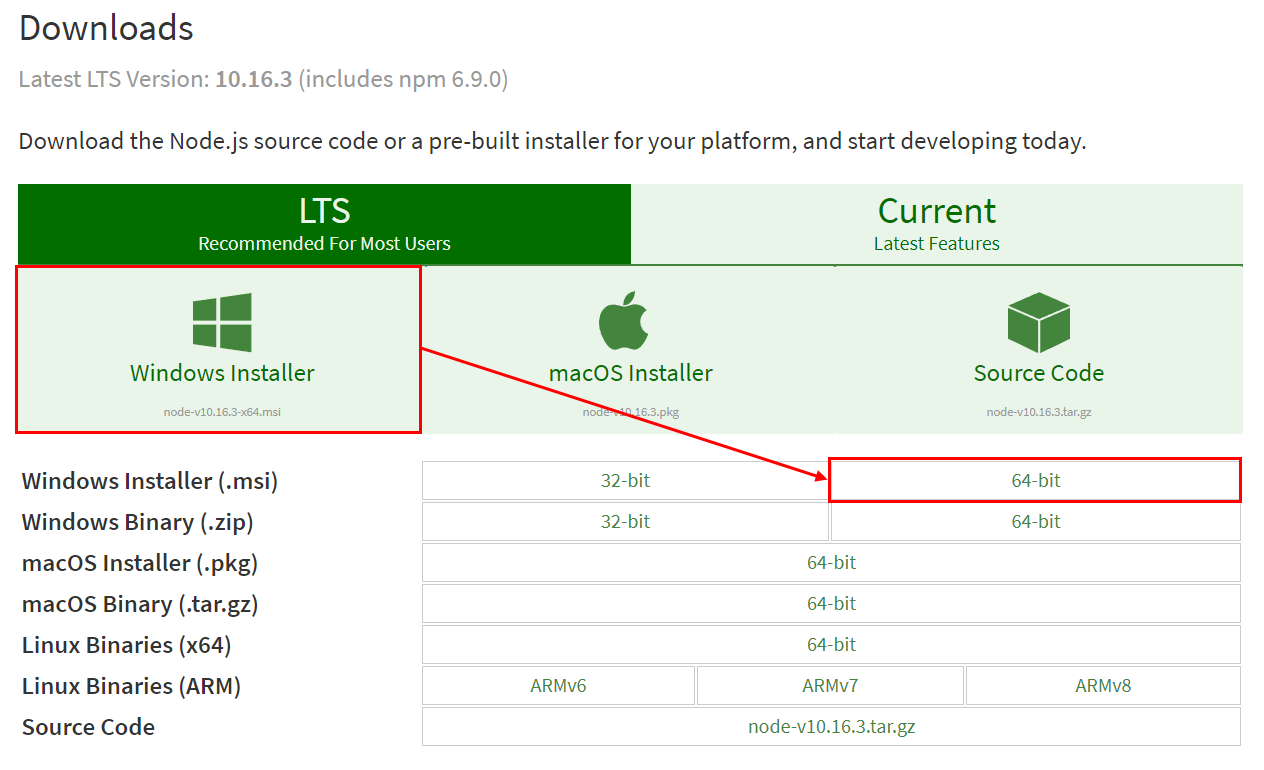 Downloads
Latest LTS Version: 10.16.3 (includes npm 6.9.0)
Download the Node.js source code or a pre-built installer for your platform, and start developing today.
LTS
Recommended For Most Users
Current
Latest Features
Windows Installer
node-v10.16.3-x64.msi
macOS Installer
node-v10.16.3.pkg
Source Code
node-v10.16.3.tar.gz
Windows Installer (.msi) 32-bit 64-bit
Windows Binary (.zip) 32-bit 64-bit
macOS Installer (.pkg) 64-bit
macOS Binary (.tar.gz) 64-bit
Linux Binaries (x64) 64-bit
Linux Binaries (ARM) ARMv6 ARMv7 ARMv8
Source Code node-v10.16.3.tar.gz